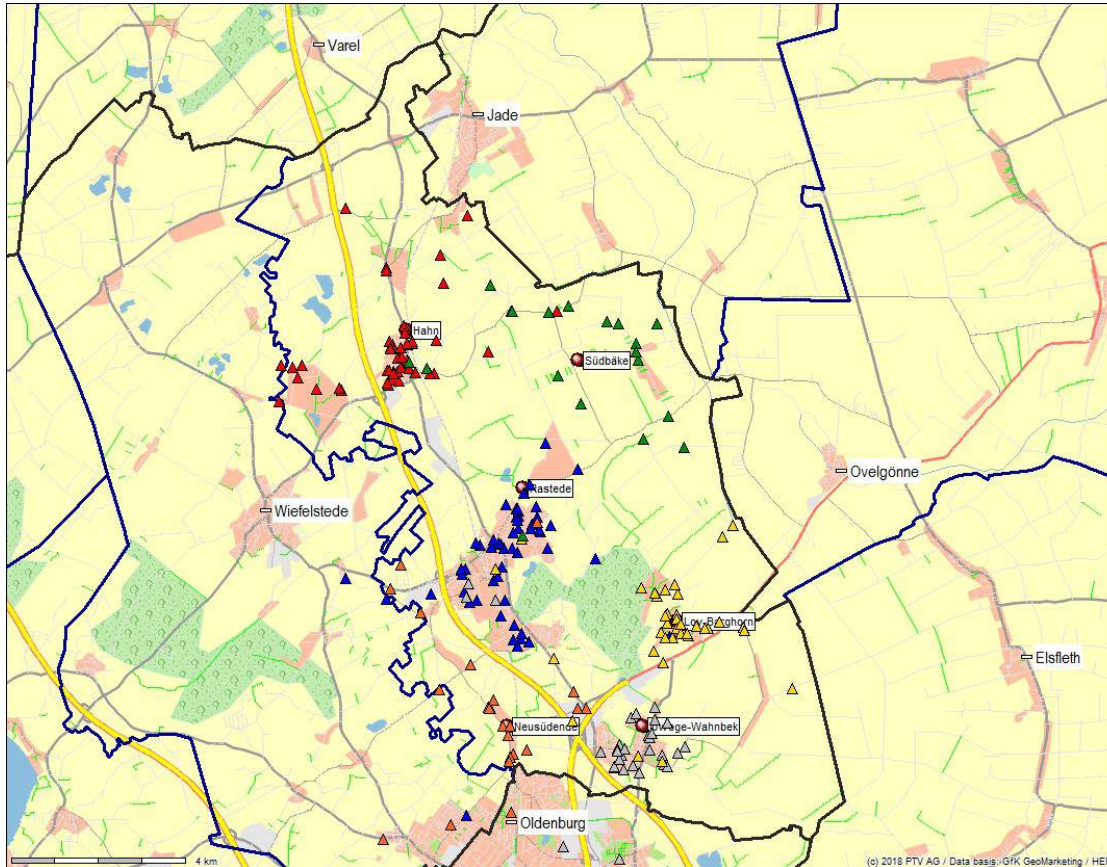 Varel
Jade
Hahn
Südbäke
Ovelgönne
Rastede
Wiefelstede
Loy-Barghorn
Elsfleth
Neusüdende
Wahnbek
Oldenburg
4 km
(c) 2018 PTV AG / Data basis: GfK GeoMarketing / HE